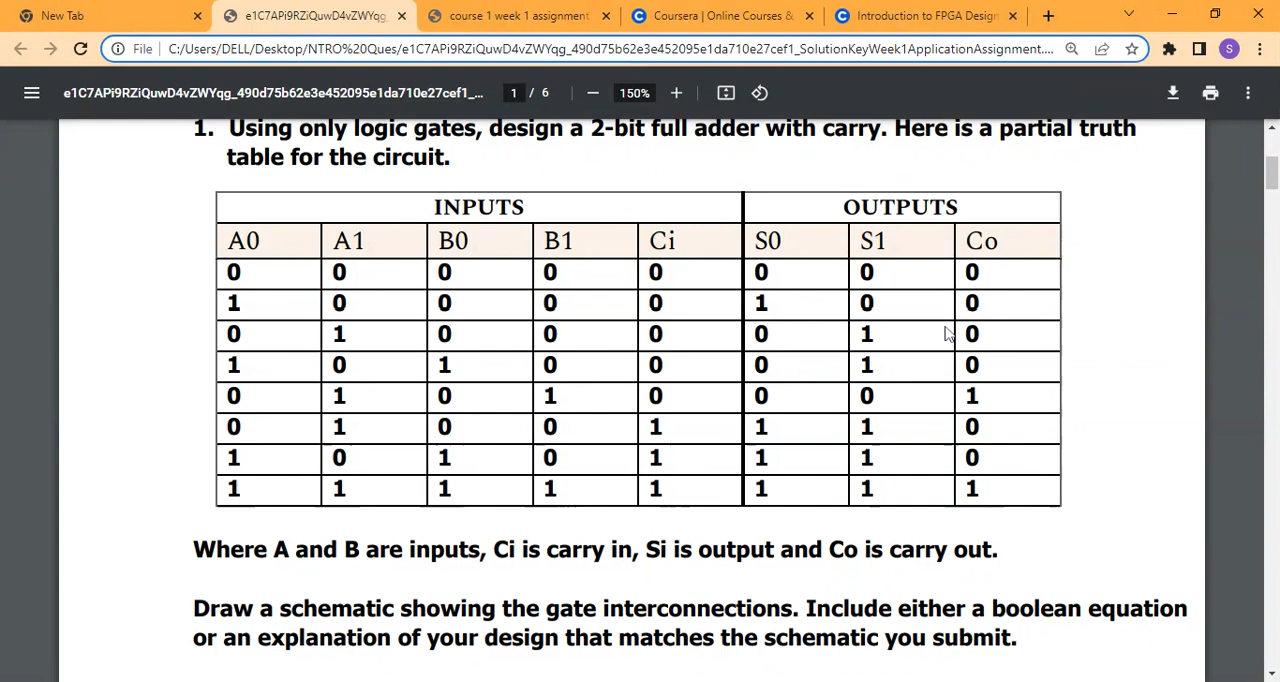 New Tab
e1C7APi9RZiQuwD4vZWYqg_
course 1 week 1 assignment
Coursera | Online Courses &
Introduction to FPGA Design
File
C:/Users/DELL/Desktop/NTRO%20Ques/e1C7APi9RZiQuwD4vZWYqg_490d75b62e3e452095e1da710e27cef1_SolutionKeyWeek1ApplicationAssignment....
S
e1C7APi9RZiQuwD4vZWYqg_490d75b62e3e452095e1da710e27cef1_...
1 / 6
150%
1. Using only logic gates, design a 2-bit full adder with carry. Here is a partial truth
table for the circuit.
INPUTS OUTPUTS
A0 A1 B0 B1 Ci S0 S1 Co
0 0 0 0 0 0 0 0
1 0 0 0 0 1 0 0
0 1 0 0 0 0 1 0
1 0 1 0 0 0 1 0
0 1 0 1 0 0 0 1
0 1 0 0 1 1 1 0
1 0 1 0 1 1 1 0
1 1 1 1 1 1 1 1
Where A and B are inputs, Ci is carry in, Si is output and Co is carry out.
Draw a schematic showing the gate interconnections. Include either a boolean equation
or an explanation of your design that matches the schematic you submit.